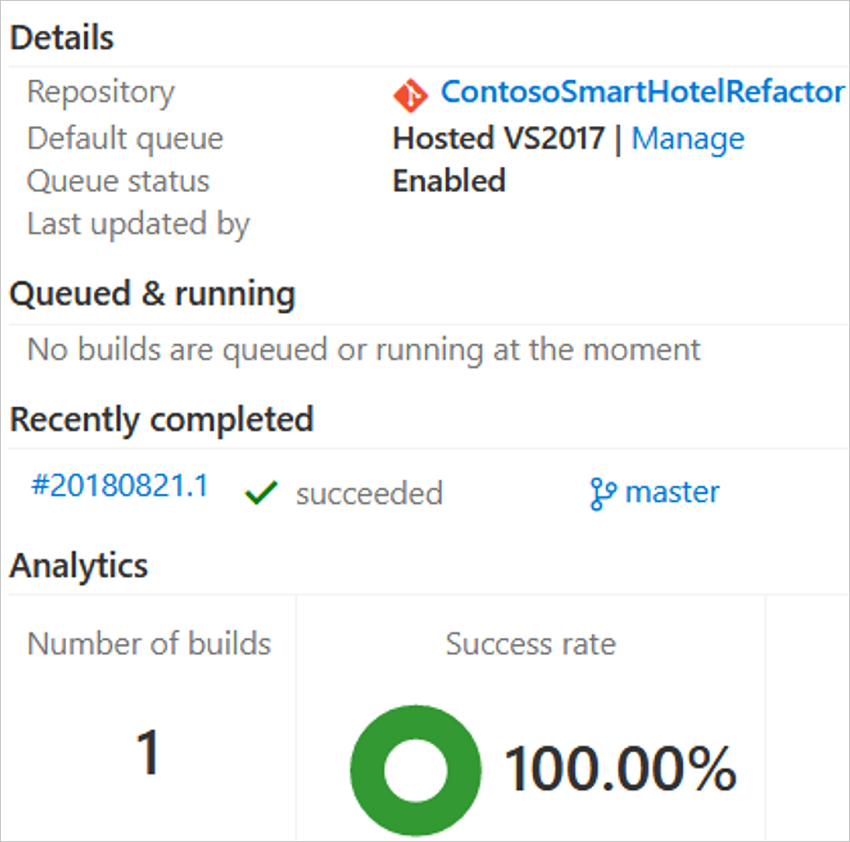 Details
Repository ContosoSmartHotelRefactor
Default queue Hosted VS2017 | Manage
Queue status Enabled
Last updated by
Queued & running
No builds are queued or running at the moment
Recently completed
#20180821.1 succeeded master
Analytics
Number of builds Success rate
1 100.00%